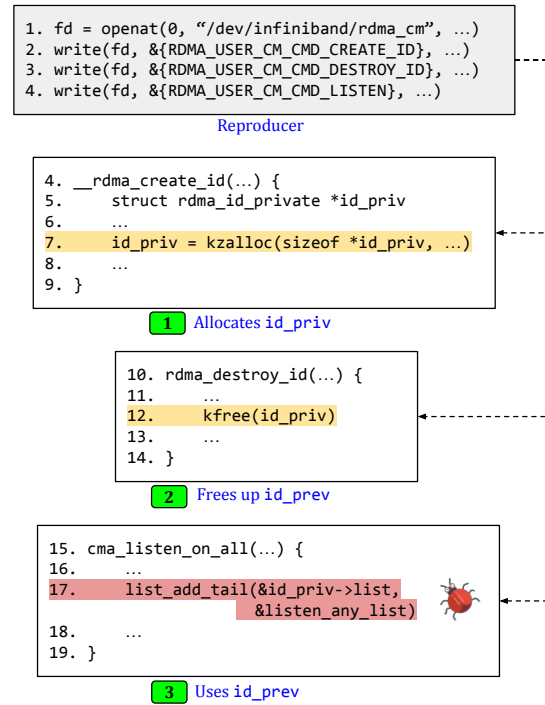 1. fd = openat(0, “/dev/infiniband/rdma_cm”, …)
2. write(fd, &{RDMA_USER_CM_CMD_CREATE_ID}, …)
3. write(fd, &{RDMA_USER_CM_CMD_DESTROY_ID}, …)
4. write(fd, &{RDMA_USER_CM_CMD_LISTEN}, …)
Reproducer
4. __rdma_create_id(…) {
5. struct rdma_id_private *id_priv
6. …
7. id_priv = kzalloc(sizeof *id_priv, …)
8. …
9. }
1 Allocates id_priv
10. rdma_destroy_id(…) {
11. …
12. kfree(id_priv)
13. …
14. }
2 Frees up id_prev
15. cma_listen_on_all(…) {
16. …
17. list_add_tail(&id_priv->list,
&listen_any_list)
18. …
19. }
3 Uses id_prev